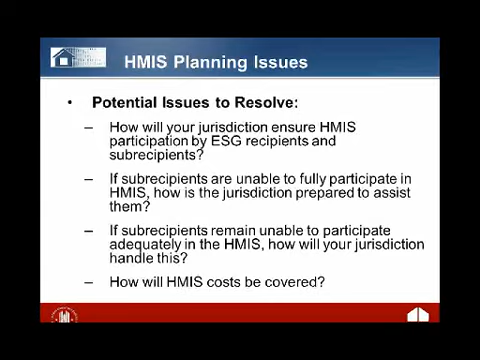 HMIS Planning Issues
• Potential Issues to Resolve:
– How will your jurisdiction ensure HMIS
participation by ESG recipients and
subrecipients?
– If subrecipients are unable to fully participate in
HMIS, how is the jurisdiction prepared to assist
them?
– If subrecipients remain unable to participate
adequately in the HMIS, how will your jurisdiction
handle this?
– How will HMIS costs be covered?